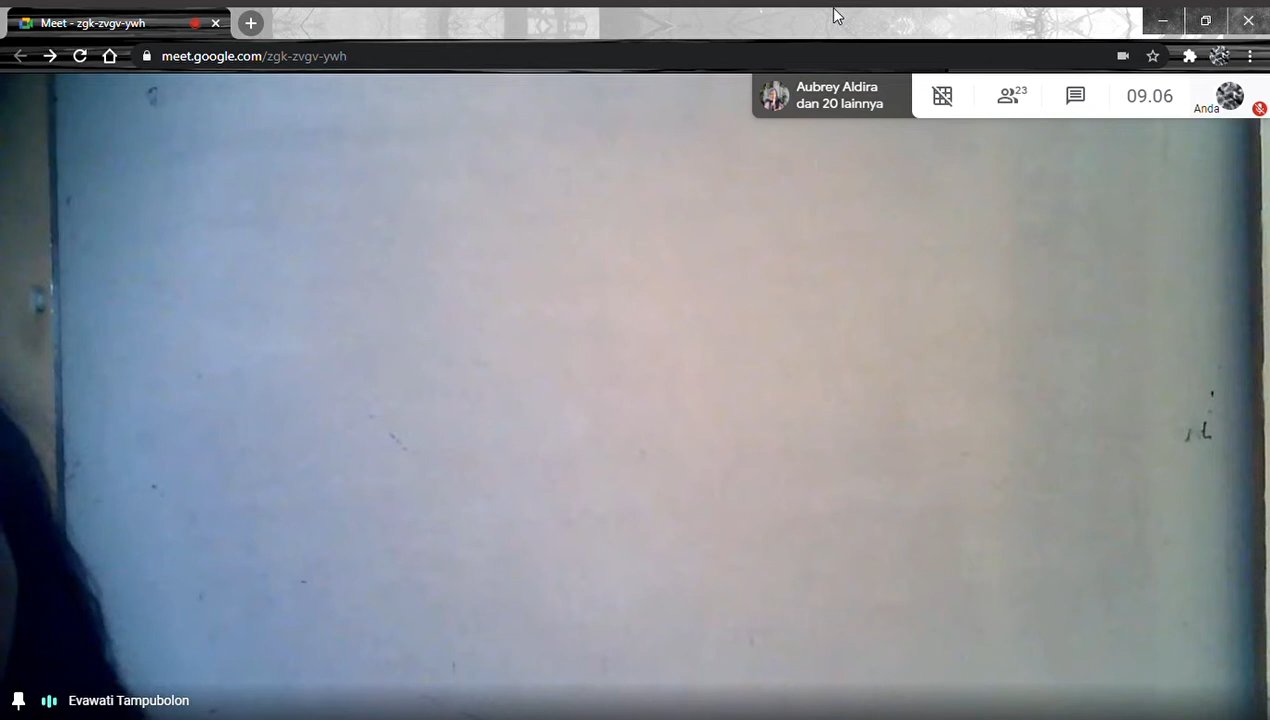 Meet - zgk-zvgv-ywh
meet.google.com/zgk-zvgv-ywh
Aubrey Aldira
dan 20 lainnya
23
09.06
Anda
Evawati Tampubolon